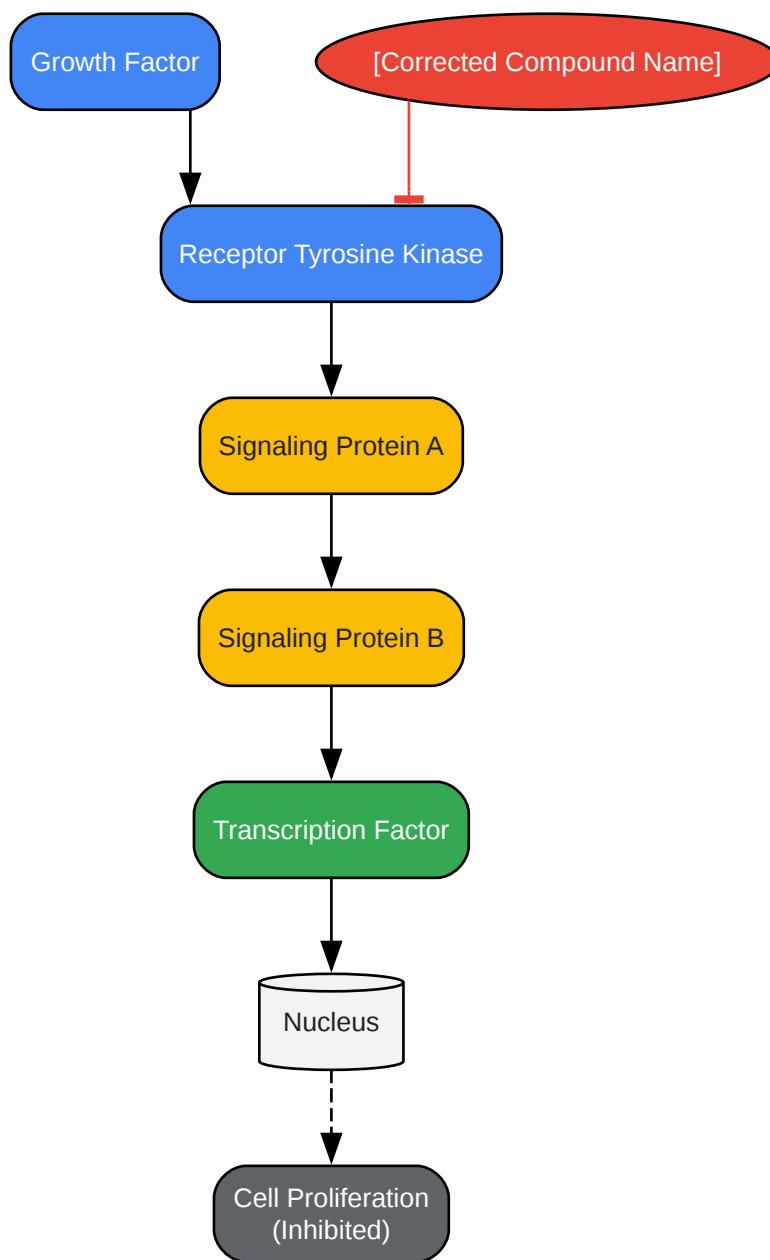 Growth Factor
[Corrected Compound Name]
Receptor Tyrosine Kinase
Signaling Protein A
Signaling Protein B
Transcription Factor
Nucleus
Cell Proliferation
(Inhibited)